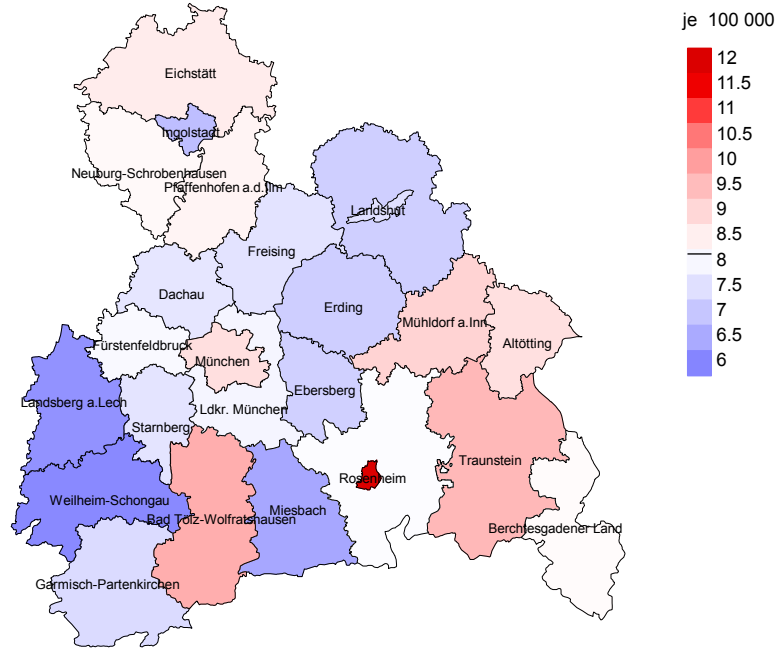 je 100 000
12
11.5
11
10.5
10
9.5
9
8.5
8
7.5
7
6.5
6
Eichstätt
Ingolstadt
Neuburg-Schrobenhausen
Pfaffenhofen a.d.Ilm
Landshut
Freising
Dachau
Erding
Mühldorf a.Inn
Altötting
Fürstenfeldbruck
München
Ebersberg
Landsberg a.Lech
Ldkr. München
Starnberg
Traunstein
Rosenheim
Weilheim-Schongau
Miesbach
Bad Tölz-Wolfratshausen
Berchtesgadener Land
Garmisch-Partenkirchen